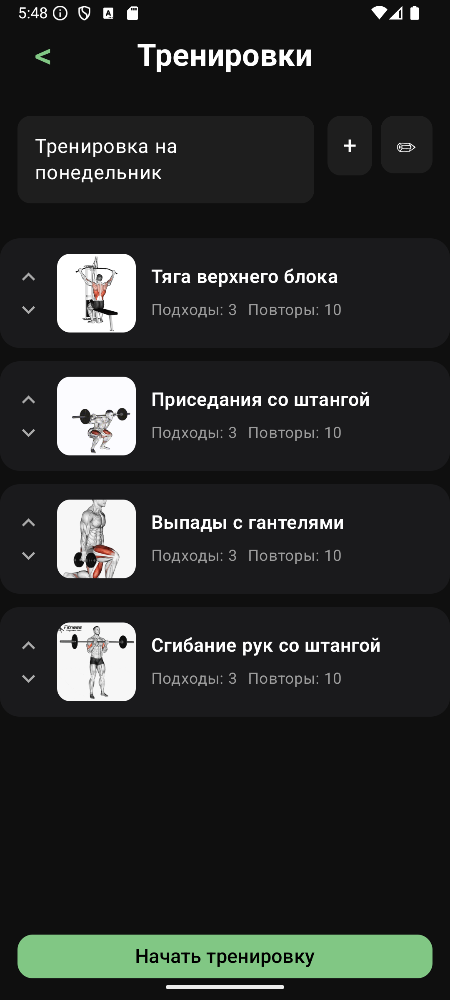 5:48
<
Тренировки
Тренировка на
понедельник
+
Тяга верхнего блока
Подходы: 3 Повторы: 10
Приседания со штангой
Подходы: 3 Повторы: 10
Выпады с гантелями
Подходы: 3 Повторы: 10
Fitness
Сгибание рук со штангой
Подходы: 3 Повторы: 10
Начать тренировку